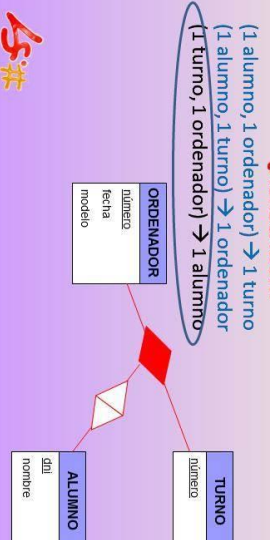 (1 alumno, 1 ordenador) → 1 turno
(1 alumno, 1 turno) → 1 ordenador
(1 turno, 1 ordenador) → 1 alumno
ORDENADOR
número
fecha
modelo
TURNO
número
ALUMNO
dni
nombre